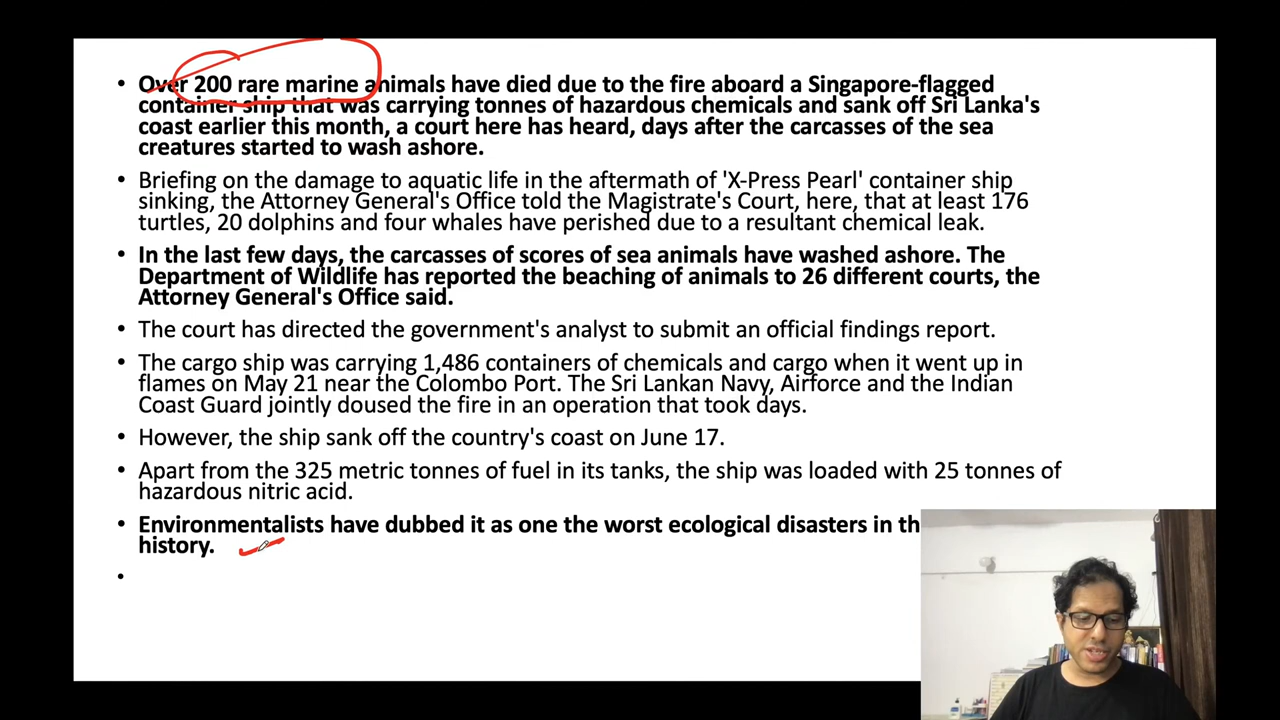 • Over 200 rare marine animals have died due to the fire aboard a Singapore-flagged
container ship that was carrying tonnes of hazardous chemicals and sank off Sri Lanka's
coast earlier this month, a court here has heard, days after the carcasses of the sea
creatures started to wash ashore.
• Briefing on the damage to aquatic life in the aftermath of 'X-Press Pearl' container ship
sinking, the Attorney General's Office told the Magistrate's Court, here, that at least 176
turtles, 20 dolphins and four whales have perished due to a resultant chemical leak.
• In the last few days, the carcasses of scores of sea animals have washed ashore. The
Department of Wildlife has reported the beaching of animals to 26 different courts, the
Attorney General's Office said.
• The court has directed the government's analyst to submit an official findings report.
• The cargo ship was carrying 1,486 containers of chemicals and cargo when it went up in
flames on May 21 near the Colombo Port. The Sri Lankan Navy, Airforce and the Indian
Coast Guard jointly doused the fire in an operation that took days.
• However, the ship sank off the country's coast on June 17.
• Apart from the 325 metric tonnes of fuel in its tanks, the ship was loaded with 25 tonnes of
hazardous nitric acid.
• Environmentalists have dubbed it as one the worst ecological disasters in th
history.
•